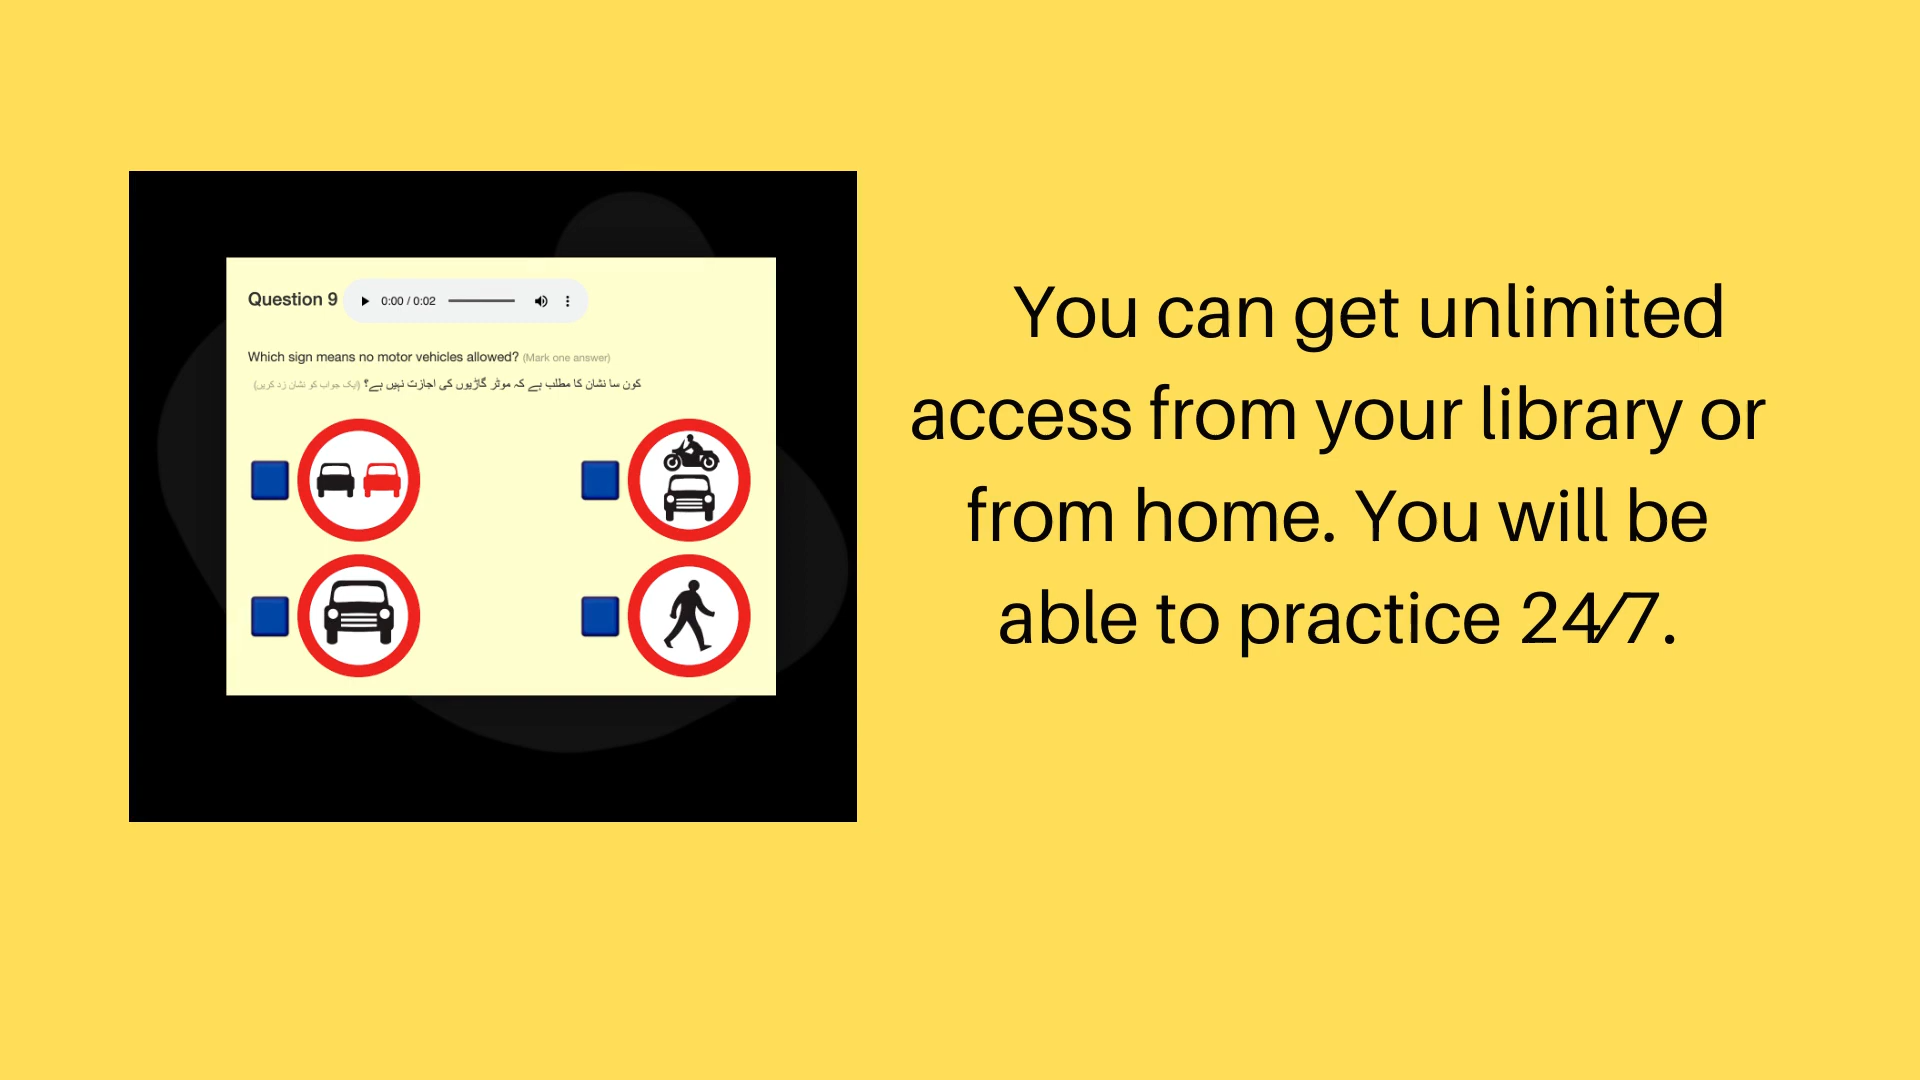 Question 9
0:00 / 0:02
Which sign means no motor vehicles allowed? (Mark one answer)
کون سا نشان کا مطلب ہے کہ موٹر گاڑیوں کی اجازت نہیں ہے؟ (ایک جواب کو نشان زد کریں)
You can get unlimited
access from your library or
from home. You will be
able to practice 24/7.